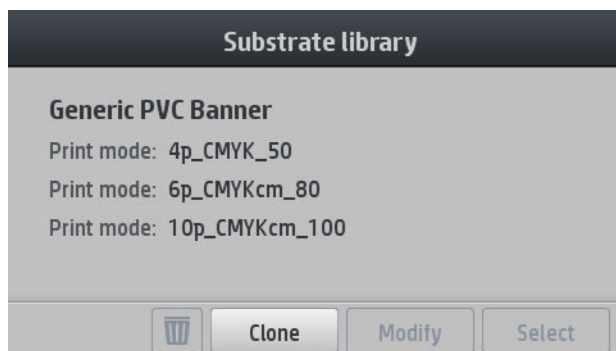 Substrate library
Generic PVC Banner
Print mode: 4p_CMYK_50
Print mode: 6p_CMYKcm_80
Print mode: 10p_CMYKcm_100
Clone Modify Select